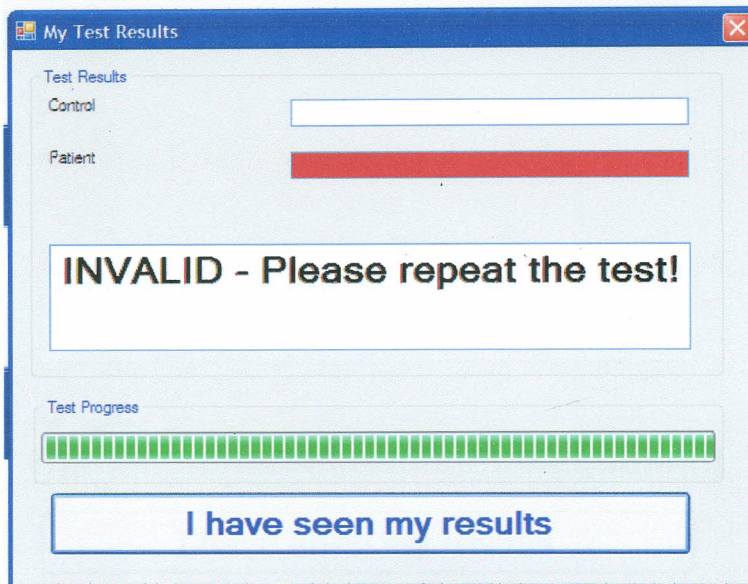 My Test Results
Test Results
Control
Patient
INVALID - Please repeat the test!
Test Progress
I have seen my results